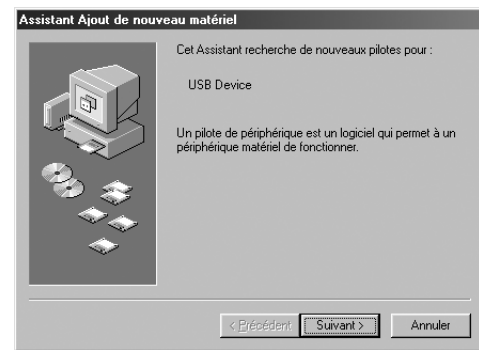 Assistant Ajout de nouveau matériel
Cet Assistant recherche de nouveaux pilotes pour :
USB Device
Un pilote de périphérique est un logiciel qui permet à un
périphérique matériel de fonctionner.
< Précédent Suivant > Annuler